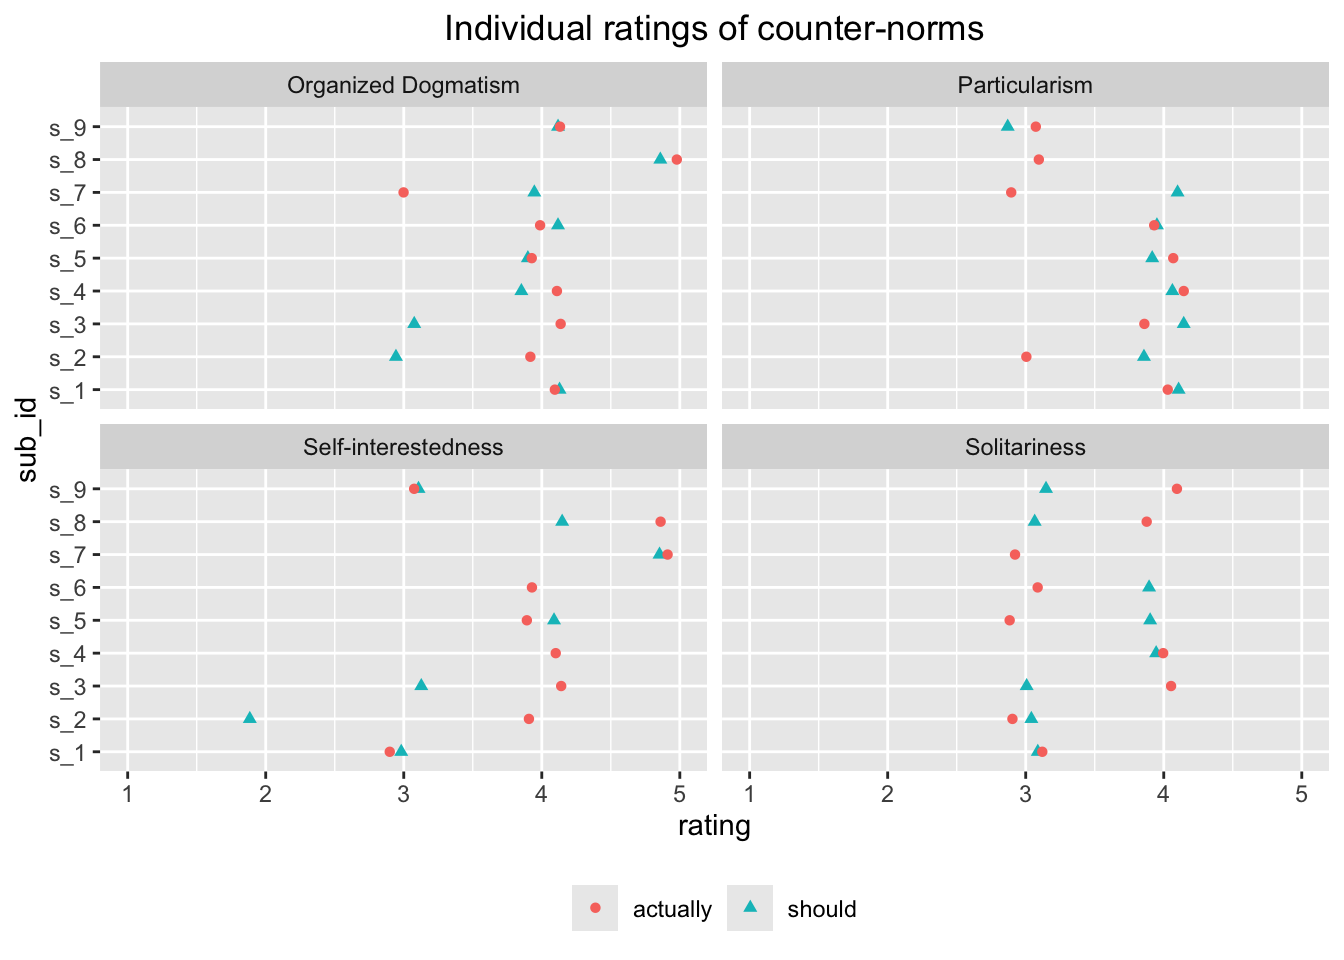 Individual ratings of counter-norms
Organized Dogmatism
Particularism
s_9
s_8
s_7
s_6
s_5
s_4
s_3
s_2
s_1
Self-interestedness
Solitariness
s_9
s_8
s_7
s_6
s_5
s_4
s_3
s_2
s_1
sub_id
1 2 3 4 5
1 2 3 4 5
rating
actually should